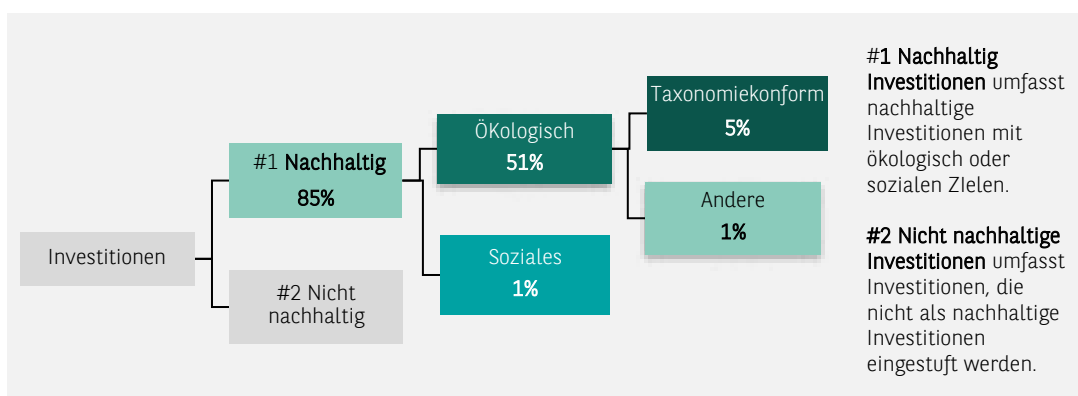 Investitionen
#1 Nachhaltig
85%
#2 Nicht
nachhaltig
ÖKologisch
51%
Soziales
1%
Taxonomiekonform
5%
Andere
1%
#1 Nachhaltig
Investitionen umfasst
nachhaltige
Investitionen mit
ökologisch oder
sozialen ZIelen.
#2 Nicht nachhaltige
Investitionen umfasst
Investitionen, die
nicht als nachhaltige
Investitionen
eingestuft werden.